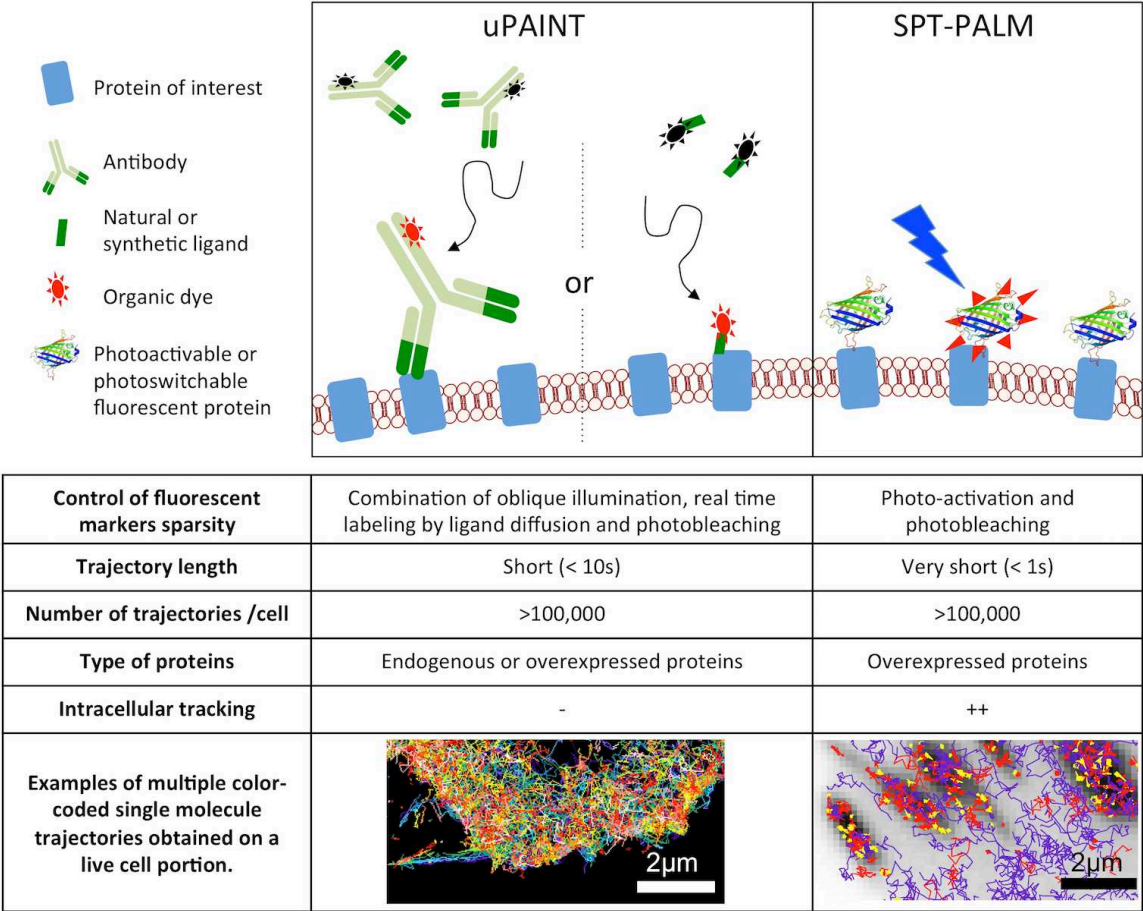 uPAINT
SPT-PALM
Protein of interest
Antibody
Natural or
synthetic ligand
Organic dye
Photoactivable or
photoswitchable
fluorescent protein
or
Control of fluorescent
markers sparsity
Combination of oblique illumination, real time
labeling by ligand diffusion and photobleaching
Photo-activation and
photobleaching
Trajectory length
Short (< 10s)
Very short (< 1s)
Number of trajectories /cell
>100,000
>100,000
Type of proteins
Endogenous or overexpressed proteins
Overexpressed proteins
Intracellular tracking
-
++
Examples of multiple color-
coded single molecule
trajectories obtained on a
live cell portion.
2μm
2μm